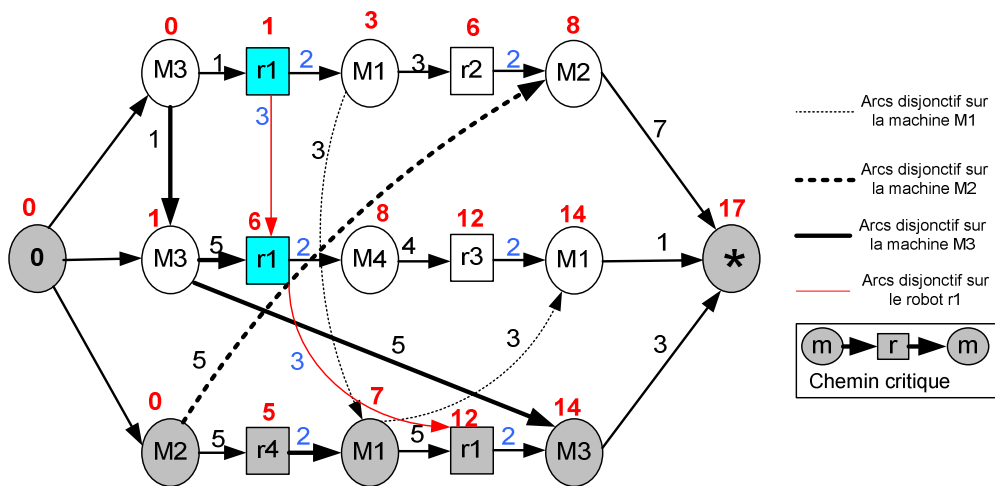 0 1 3 6 8
M3 1 r1 2 M1 3 r2 2 M2
3
1
3
7
0
1 6 8 12 14 17
0 M3 5 r1 2 M4 4 r3 2 M1 1 *
5
3
5
3
3
0 5 7 12 14
M2 5 r4 2 M1 5 r1 2 M3
Arcs disjonctif sur
la machine M1
Arcs disjonctif sur
la machine M2
Arcs disjonctif sur
la machine M3
Arcs disjonctif sur
le robot r1
m r m
Chemin critique